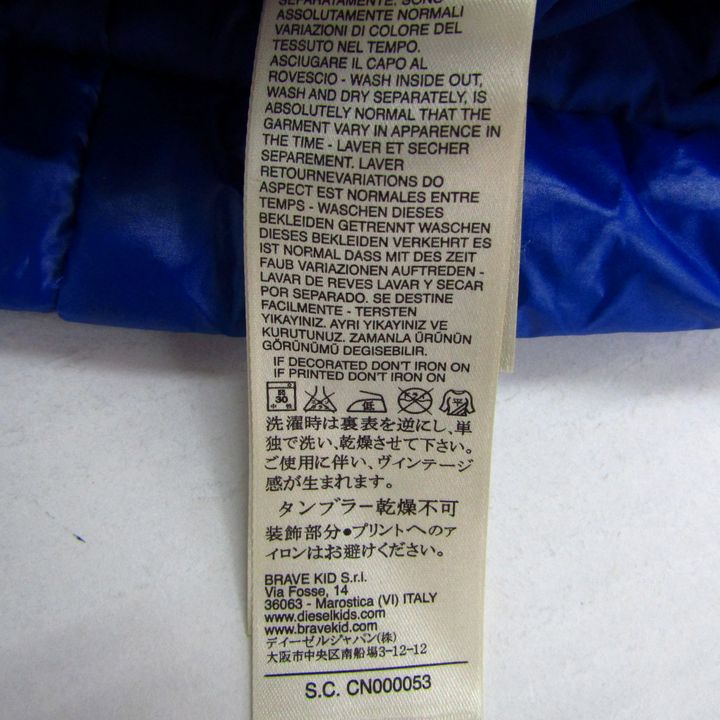 SEPARATAMENTE. SONO
ASSOLUTAMENTE NORMALI
VARIAZIONI DI COLORE DEL
TESSUTO NEL TEMPO.
ASCIUGARE IL CAPO AL
ROVESCIO - WASH INSIDE OUT,
WASH AND DRY SEPARATELY, IS
ABSOLUTELY NORMAL THAT THE
GARMENT VARY IN APPARENCE IN
THE TIME - LAVER ET SECHER
SEPAREMENT. LAVER
RETOURNEVARIATIONS DO
ASPECT EST NORMALES ENTRE
TEMPS - WASCHEN DIESES
BEKLEIDEN GETRENNT WASCHEN
DIESES BEKLEIDEN VERKEHRT ES
IST NORMAL DASS MIT DES ZEIT
FAUB VARIAZIONEN AUFTREDEN -
LAVAR DE REVES LAVAR Y SECAR
POR SEPARADO. SE DESTINE
FACILMENTE - TERSTEN
YIKAYINIZ. AYRI YIKAYINIZ VE
KURUTUNUZ. ZAMANLA ÜRÜNÜN
GÖRÜNÜMÜ DEGISEBILIR.
IF DECORATED DON'T IRON ON
IF PRINTED DON'T IRON ON
30 中性 低
洗濯時は裏表を逆にし、単
独で洗い、乾燥させて下さい。
ご使用に伴い、ヴィンテージ
感が生まれます。
タンブラー乾燥不可
装飾部分●プリントへのア
イロンはお避けください。
BRAVE KID S.r.l.
Via Fosse, 14
36063 - Marostica (VI) ITALY
www.dieselkids.com
www.bravekid.com
ディーゼルジャパン(株)
大阪市中央区南船場3-12-12
S.C. CN000053